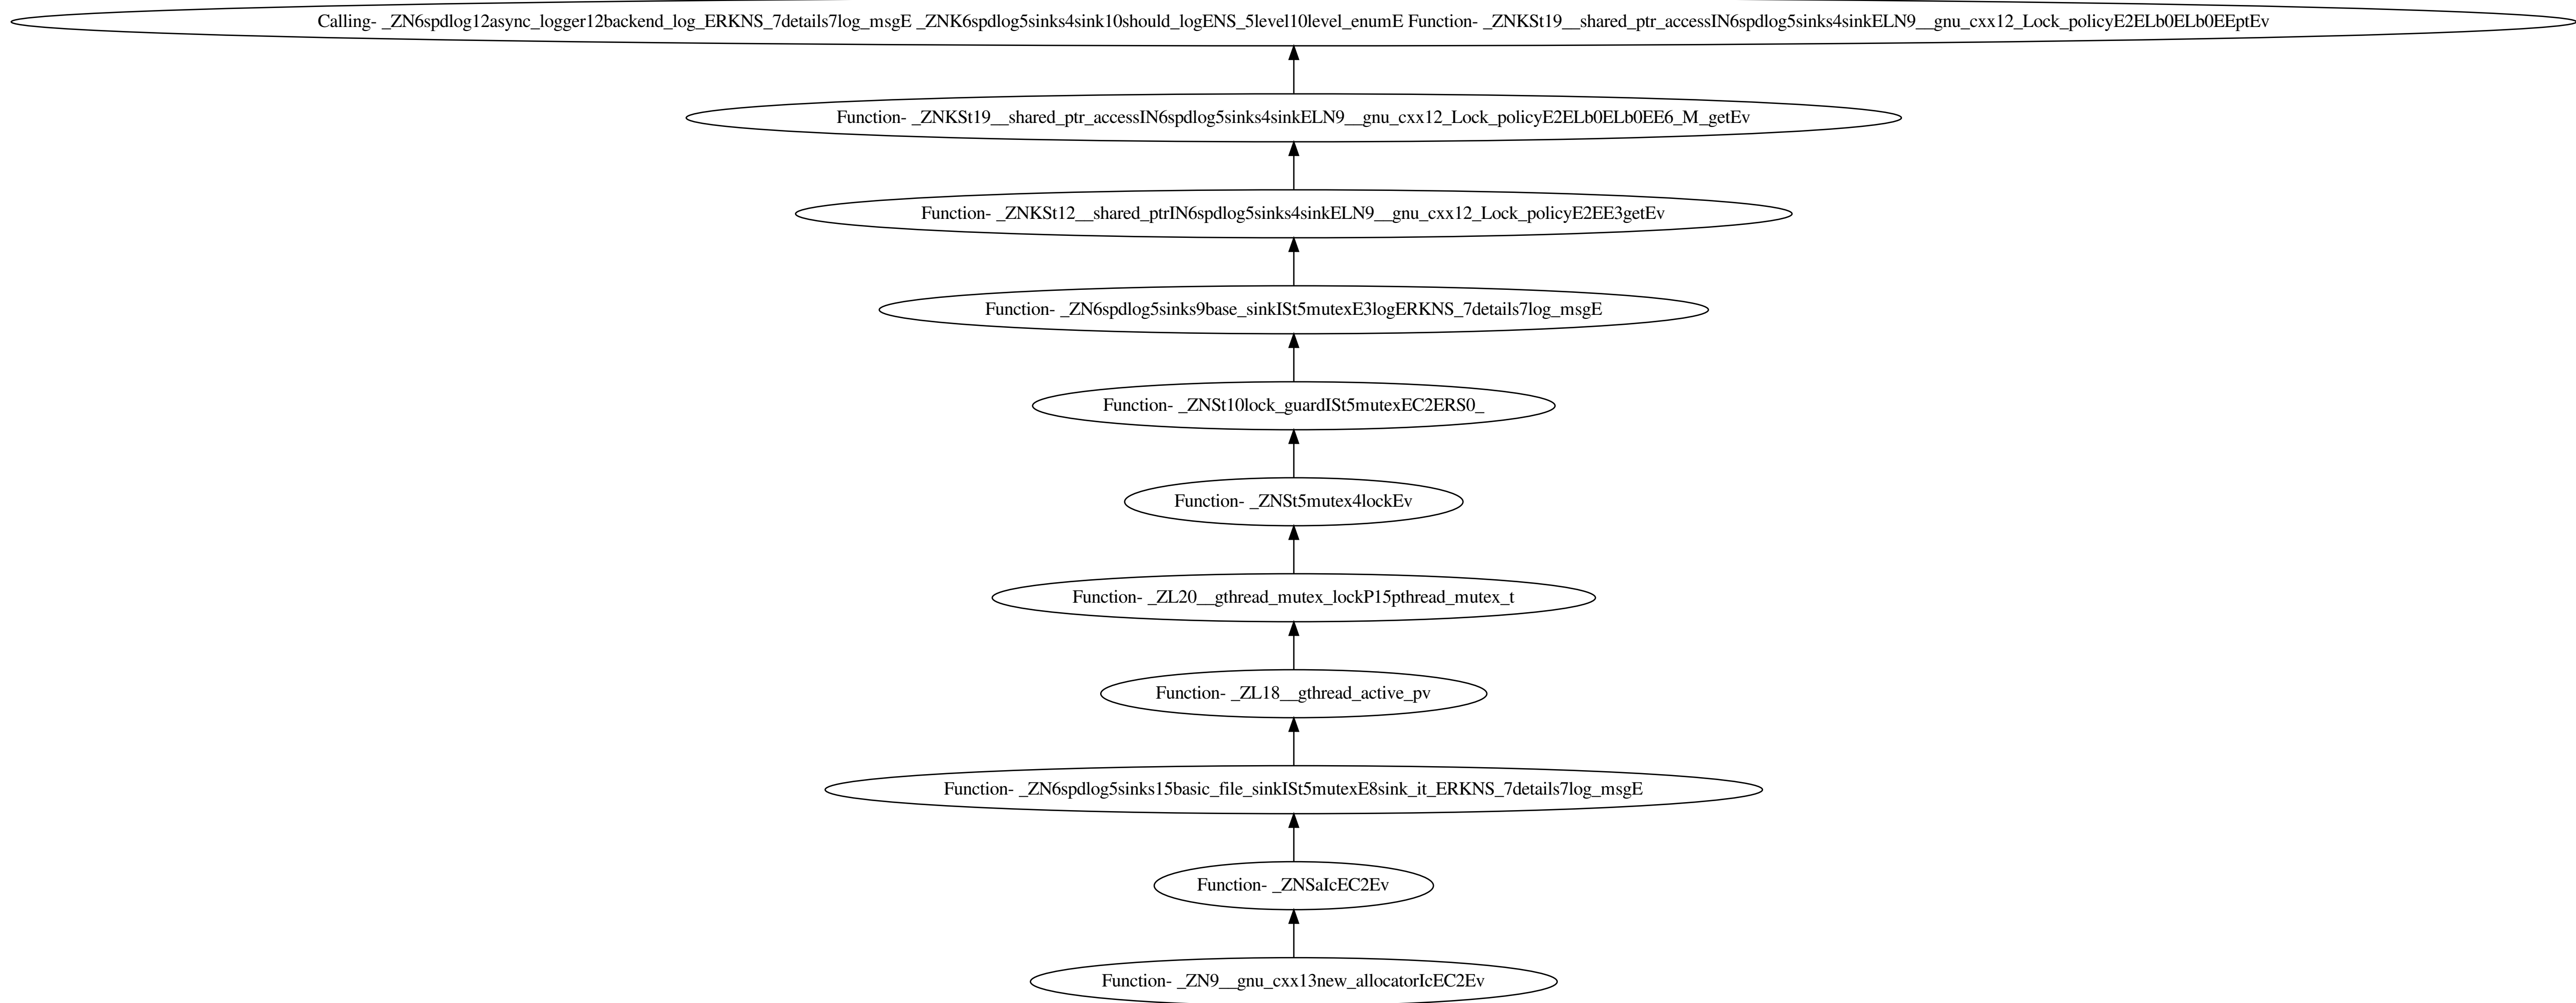 Calling- _ZN6spdlog12async_logger12backend_log_ERKNS_7details7log_msgE _ZNK6spdlog5sinks4sink10should_logENS_5level10level_enumE Function- _ZNKSt19__shared_ptr_accessIN6spdlog5sinks4sinkELN9__gnu_cxx12_Lock_policyE2ELb0ELb0EEptEv
Function- _ZNKSt19__shared_ptr_accessIN6spdlog5sinks4sinkELN9__gnu_cxx12_Lock_policyE2ELb0ELb0EE6_M_getEv
Function- _ZNKSt12__shared_ptrIN6spdlog5sinks4sinkELN9__gnu_cxx12_Lock_policyE2EE3getEv
Function- _ZN6spdlog5sinks9base_sinkISt5mutexE3logERKNS_7details7log_msgE
Function- _ZNSt10lock_guardISt5mutexEC2ERS0_
Function- _ZNSt5mutex4lockEv
Function- _ZL20__gthread_mutex_lockP15pthread_mutex_t
Function- _ZL18__gthread_active_pv
Function- _ZN6spdlog5sinks15basic_file_sinkISt5mutexE8sink_it_ERKNS_7details7log_msgE
Function- _ZNSaIcEC2Ev
Function- _ZN9__gnu_cxx13new_allocatorIcEC2Ev